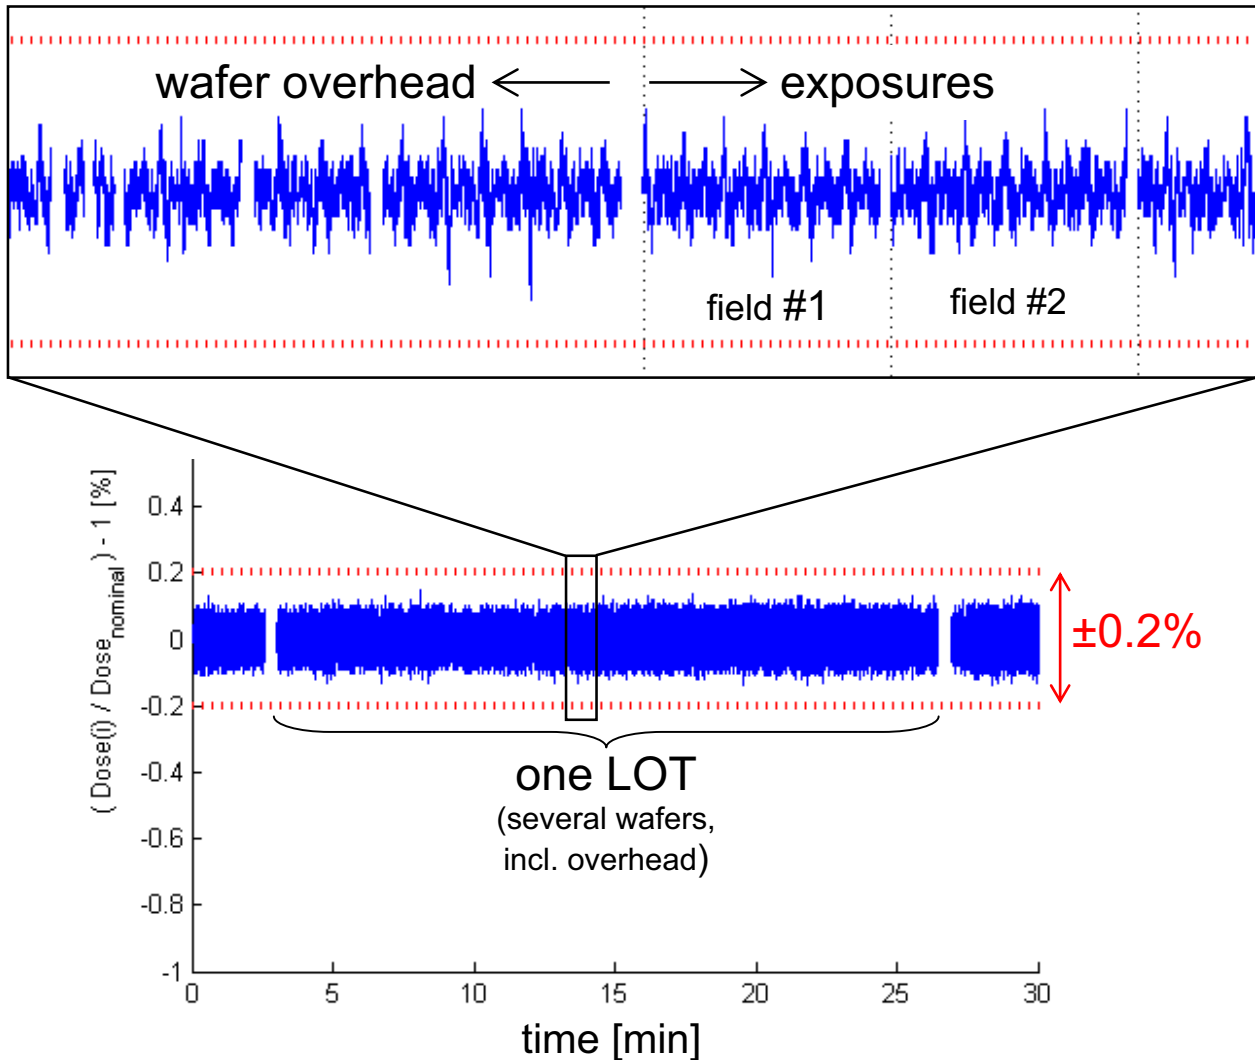 wafer overhead
exposures
field #1
field #2
( Dose(i) / Dose_nominal ) - 1 [%]
0.4
0.2
0
-0.2
-0.4
-0.6
-0.8
-1
±0.2%
one LOT
(several wafers,
incl. overhead)
0 5 10 15 20 25 30
time [min]